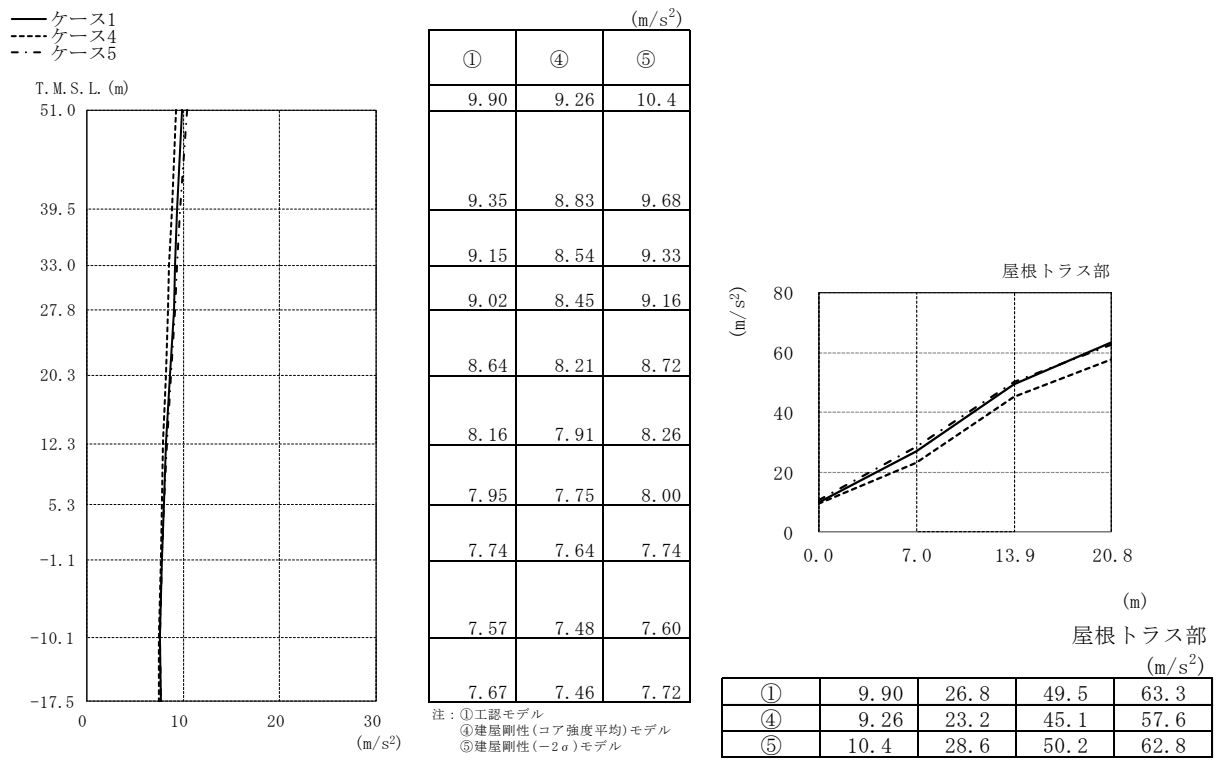 ケース1
ケース4
ケース5
T.M.S.L.(m)
51.0
39.5
33.0
27.8
20.3
12.3
5.3
-1.1
-10.1
-17.5
0 10 20 30
(m/s²)
(m/s²)
① ④ ⑤
9.90 9.26 10.4
9.35 8.83 9.68
9.15 8.54 9.33
9.02 8.45 9.16
8.64 8.21 8.72
8.16 7.91 8.26
7.95 7.75 8.00
7.74 7.64 7.74
7.57 7.48 7.60
7.67 7.46 7.72
注:①工認モデル
④建屋剛性(コア強度平均)モデル
⑤建屋剛性(-2σ)モデル
屋根トラス部
(m/s²)
80
60
40
20
0
0.0 7.0 13.9 20.8
(m)
屋根トラス部
(m/s²)
① 9.90 26.8 49.5 63.3
④ 9.26 23.2 45.1 57.6
⑤ 10.4 28.6 50.2 62.8